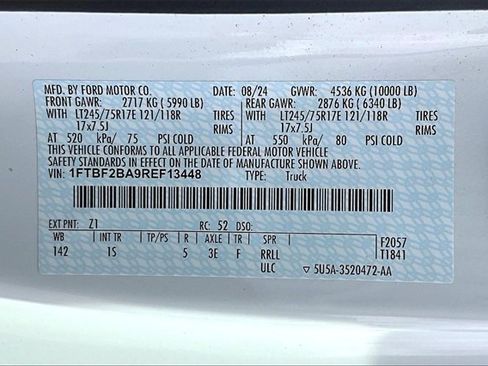 MFD. BY FORD MOTOR CO. 08/24 GVWR: 4536 KG (10000 LB)
FRONT GAWR: 2717 KG ( 5990 LB) REAR GAWR: 2876 KG ( 6340 LB)
WITH LT245/75R17E 121/118R TIRES WITH LT245/75R17E 121/118R TIRES
17x7.5J RIMS 17x7.5J RIMS
AT 520 kPa/ 75 PSI COLD AT 550 kPa/ 80 PSI COLD
THIS VEHICLE CONFORMS TO ALL APPLICABLE FEDERAL MOTOR VEHICLE
SAFETY STANDARDS IN EFFECT ON THE DATE OF MANUFACTURE SHOWN ABOVE.
VIN: 1FTBF2BA9REF13448 TYPE: Truck
EXT PNT: Z1 RC: 52 DSO:
WB INT TR TP/PS R AXLE TR SPR F2057
142 1S 5 3E F RRLL T1841
ULC ▽ 5U5A-3520472-AA